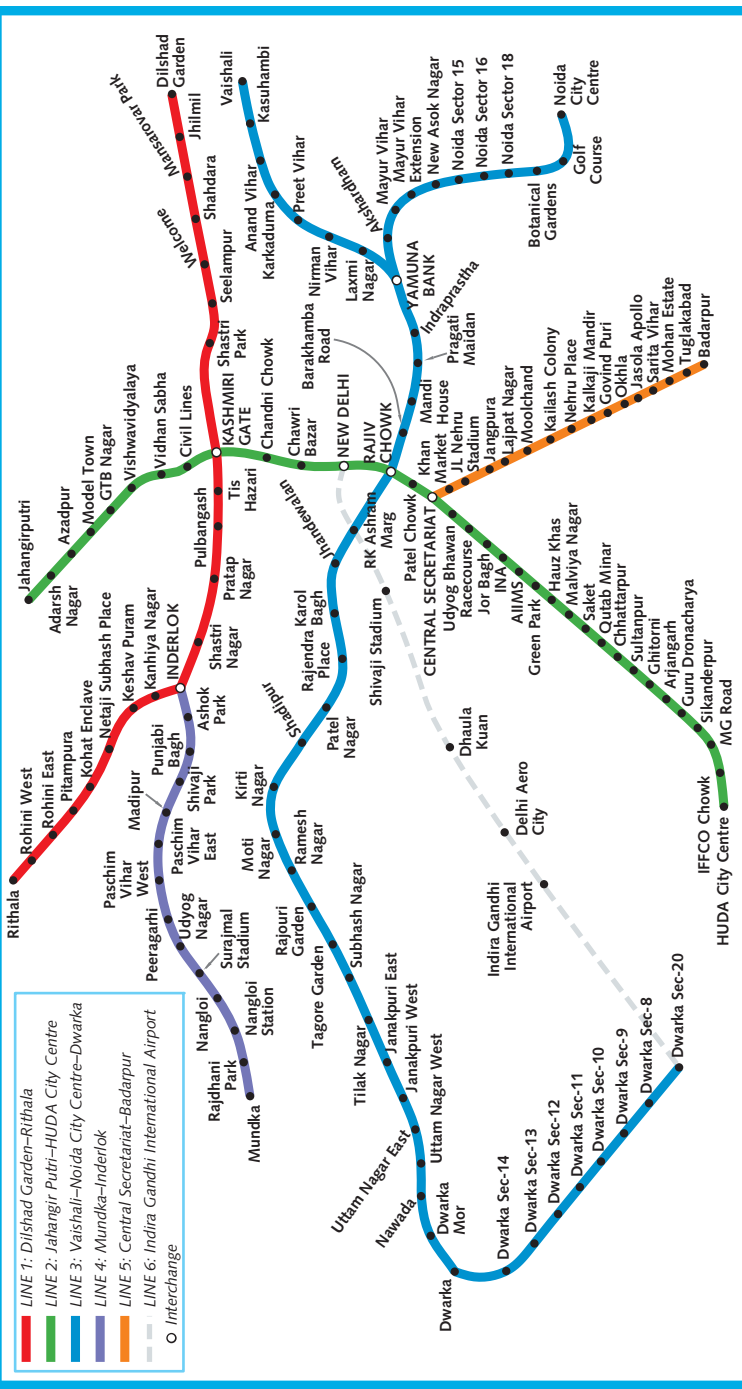 LINE 1: Dilshad Garden–Rithala
LINE 2: Jahangir Putri–HUDA City Centre
LINE 3: Vaishali–Noida City Centre–Dwarka
LINE 4: Mundka–Inderlok
LINE 5: Central Secretariat–Badarpur
LINE 6: Indira Gandhi International Airport
Interchange
Rithala
Rohini West
Rohini East
Pitampura
Kohat Enclave
Netaji Subhash Place
Keshav Puram
Kanhiya Nagar
INDERLOK
Shastri
Nagar
Pratap
Nagar
Pulbangash
Tis
Hazari
KASHMIRI
GATE
Shastri
Park
Seelampur
Welcome
Shahdara
Mansarovar Park
Jhilmil
Dilshad
Garden
Jahangirputri
Adarsh
Nagar
Azadpur
Model Town
GTB Nagar
Vishwavidyalaya
Vidhan Sabha
Civil Lines
Chandni Chowk
Chawri
Bazar
NEW DELHI
RAJIV
CHOWK
Patel Chowk
CENTRAL SECRETARIAT
Udyog Bhawan
Racecourse
Jor Bagh
INA
AIIMS
Green Park
Hauz Khas
Malviya Nagar
Saket
Qutab Minar
Chhattarpur
Sultanpur
Ghitorni
Arjangarh
Guru Dronacharya
Sikanderpur
MG Road
IFFCO Chowk
HUDA City Centre
Mundka
Rajdhani
Park
Nangloi
Station
Nangloi
Surajmal
Stadium
Udyog
Nagar
Peeragarhi
Paschim
Vihar
West
Paschim
Vihar
East
Madipur
Shivaji
Park
Punjabi
Bagh
Ashok
Park
Vaishali
Kasuhambi
Anand Vihar
Karkaduma
Preet Vihar
Nirman
Vihar
Laxmi
Nagar
YAMUNA
BANK
Akshardham
Mayur Vihar
Mayur Vihar
Extension
New Asok Nagar
Noida Sector 15
Noida Sector 16
Noida Sector 18
Botanical
Gardens
Golf
Course
Noida
City
Centre
Indraprastha
Pragati
Maidan
Mandi
House
Barakhamba
Road
RK Ashram
Marg
Jhandewalan
Karol
Bagh
Rajendra
Place
Patel
Nagar
Shadipur
Kirti
Nagar
Moti
Nagar
Ramesh
Nagar
Rajouri
Garden
Tagore Garden
Subhash Nagar
Tilak Nagar
Janakpuri East
Janakpuri West
Uttam Nagar East
Uttam Nagar West
Nawada
Dwarka
Mor
Dwarka
Dwarka Sec-14
Dwarka Sec-13
Dwarka Sec-12
Dwarka Sec-11
Dwarka Sec-10
Dwarka Sec-9
Dwarka Sec-8
Dwarka Sec-20
Khan
Market
JL Nehru
Stadium
Jangpura
Lajpat Nagar
Moolchand
Kailash Colony
Nehru Place
Kalkaji Mandir
Govind Puri
Okhla
Jasola Apollo
Sarita Vihar
Mohan Estate
Tuglakabad
Badarpur
Shivaji Stadium
Dhaula
Kuan
Delhi Aero
City
Indira Gandhi
International
Airport